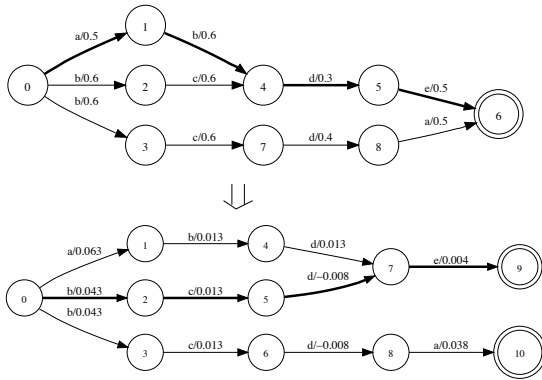 1
a/0.5
b/0.6
0
b/0.6
2
c/0.6
4
d/0.3
5
e/0.5
b/0.6
6
3
c/0.6
7
d/0.4
8
a/0.5
1
b/0.013
4
d/0.013
a/0.063
7
e/0.004
9
0
b/0.043
2
c/0.013
5
d/−0.008
b/0.043
3
c/0.013
6
d/−0.008
8
a/0.038
10